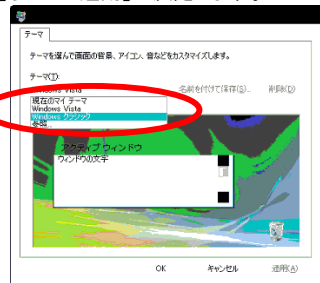 テーマ
テーマを選んで画面の背景、アイコン、音などをカスタマイズします。
テーマ(T):
Windows Vista
名前を付けて保存(S)...
削除(D)
現在のマイ テーマ
Windows Vista
Windows クラシック
参照...
アクティブ ウィンドウ
ウィンドウの文字
OK
キャンセル
適用(A)